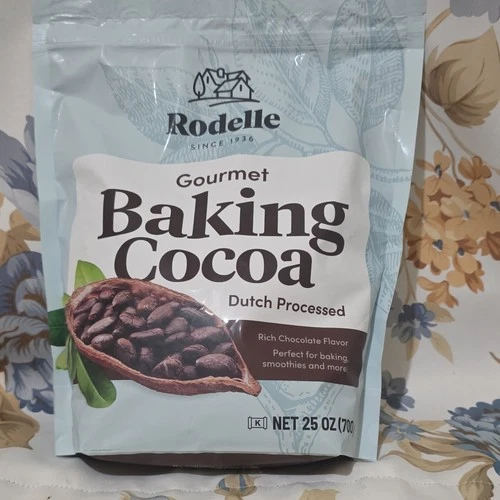 Rodelle
SINCE 1936
Gourmet
Baking
Cocoa
Dutch Processed
Rich Chocolate Flavor
Perfect for baking,
smoothies and more
K NET 25 OZ (70